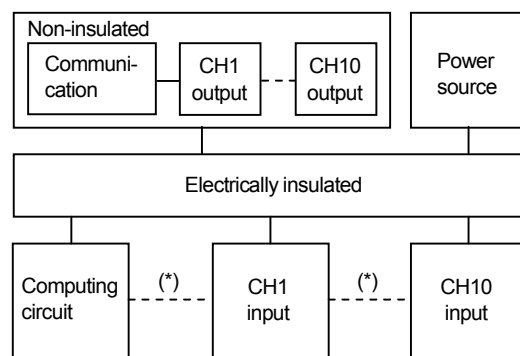 Non-insulated
Communi-
cation
CH1
output
CH10
output
Power
source
Electrically insulated
Computing
circuit
(*)
CH1
input
(*)
CH10
input